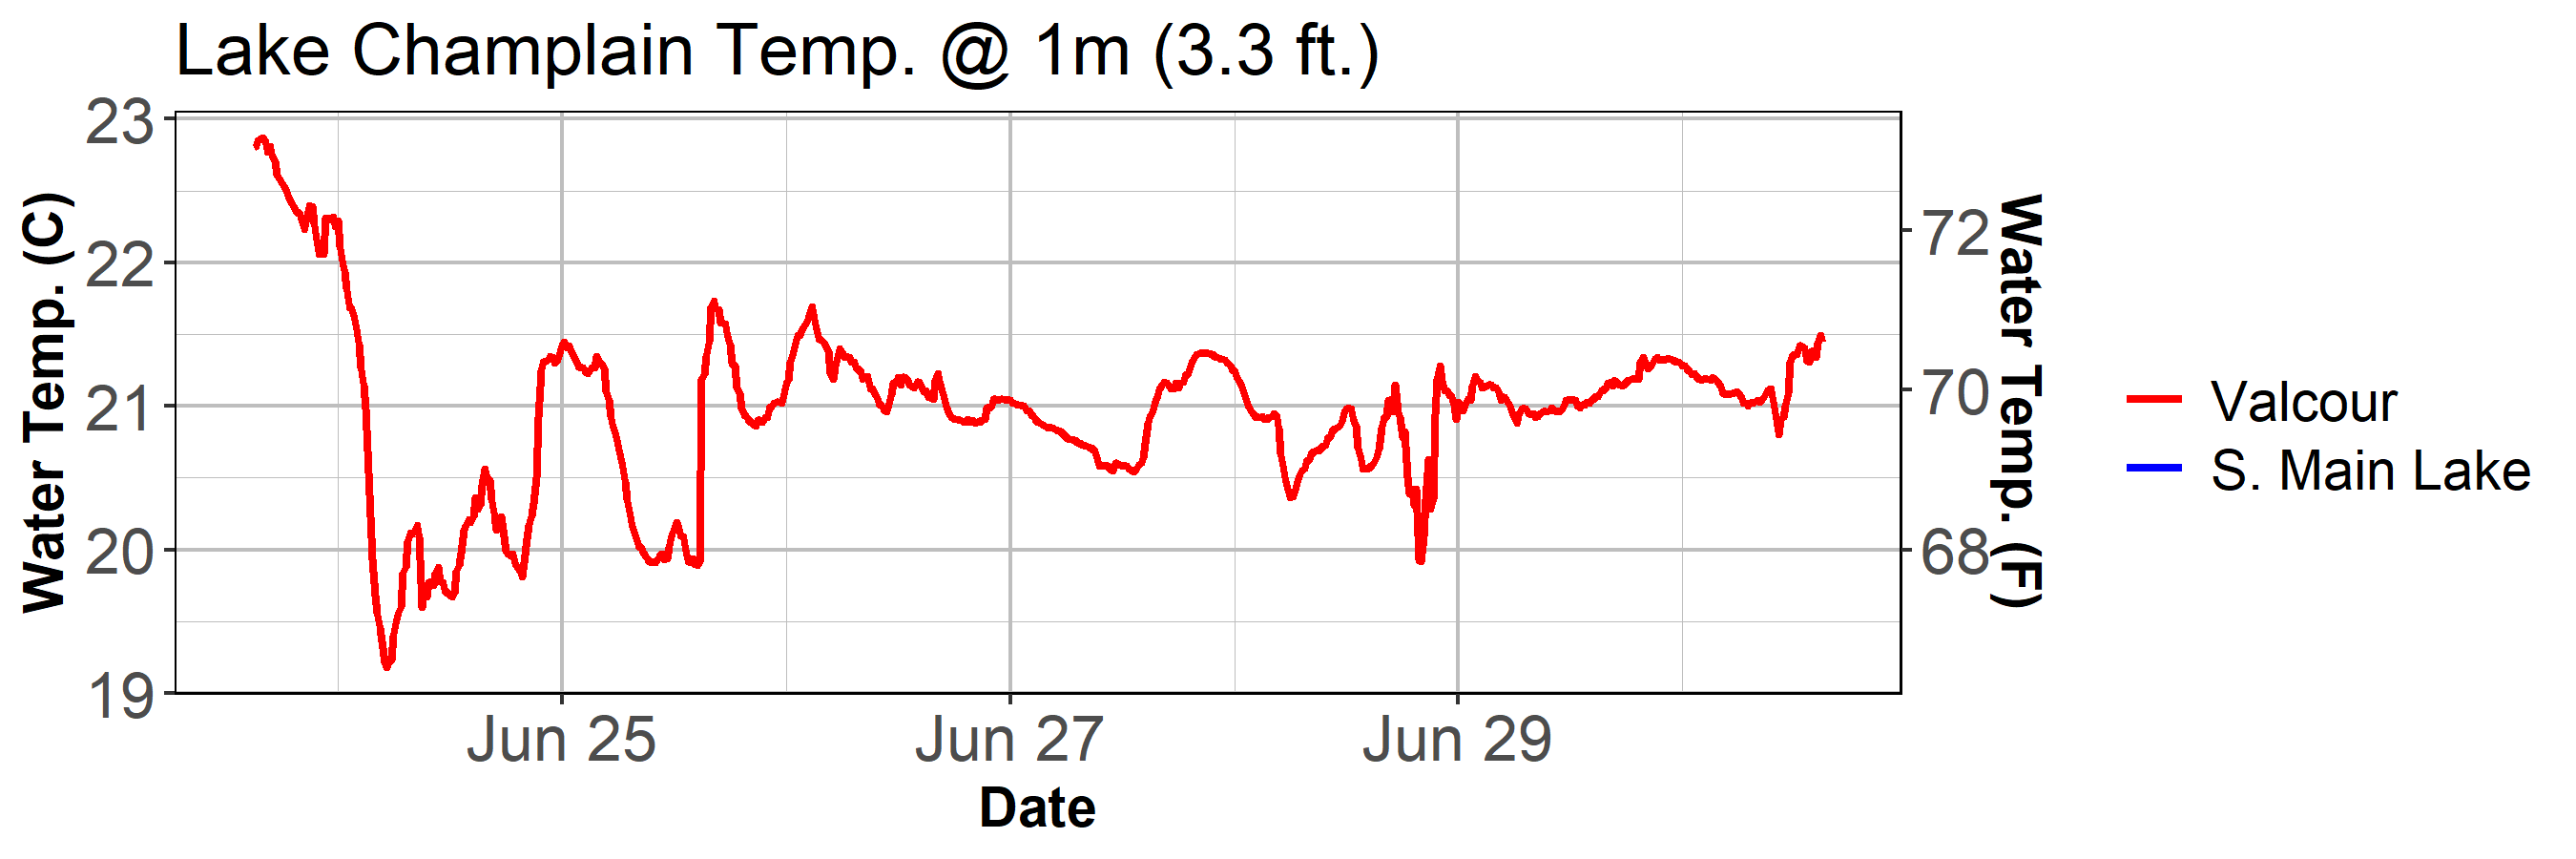 Lake Champlain Temp. @ 1m (3.3 ft.)
Water Temp. (C)
23
22
21
20
19
72
70
68
Water Temp. (F)
Jun 25
Jun 27
Jun 29
Date
Valcour
S. Main Lake